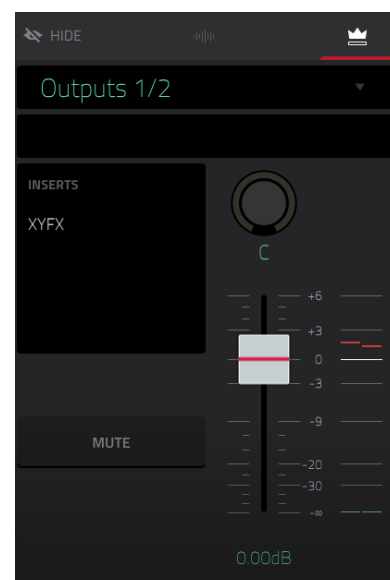 HIDE
Outputs 1/2
INSERTS
XYFX
C
+6
+3
0
-3
-9
-20
-30
-∞
MUTE
0.00dB